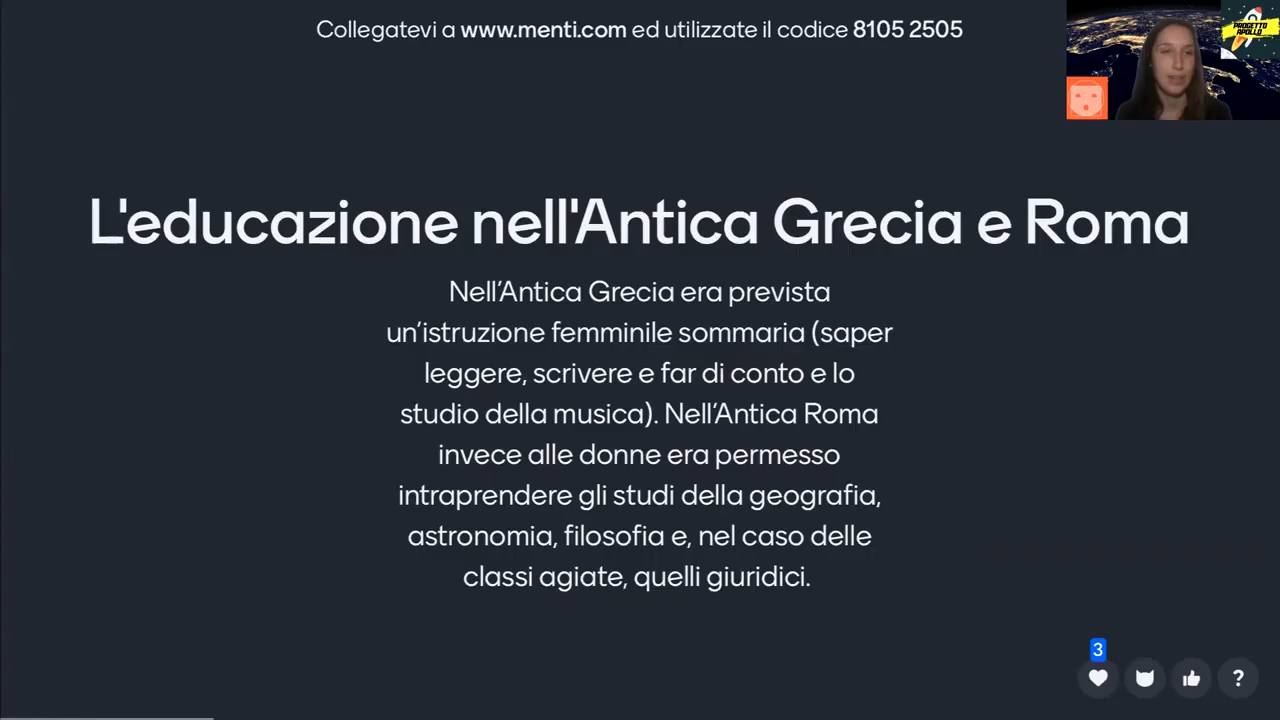 Collegatevi a www.menti.com ed utilizzate il codice 8105 2505
PROGETTO
APOLLO
L'educazione nell'Antica Grecia e Roma
Nell'Antica Grecia era prevista
un'istruzione femminile sommaria (saper
leggere, scrivere e far di conto e lo
studio della musica). Nell'Antica Roma
invece alle donne era permesso
intraprendere gli studi della geografia,
astronomia, filosofia e, nel caso delle
classi agiate, quelli giuridici.
3
?